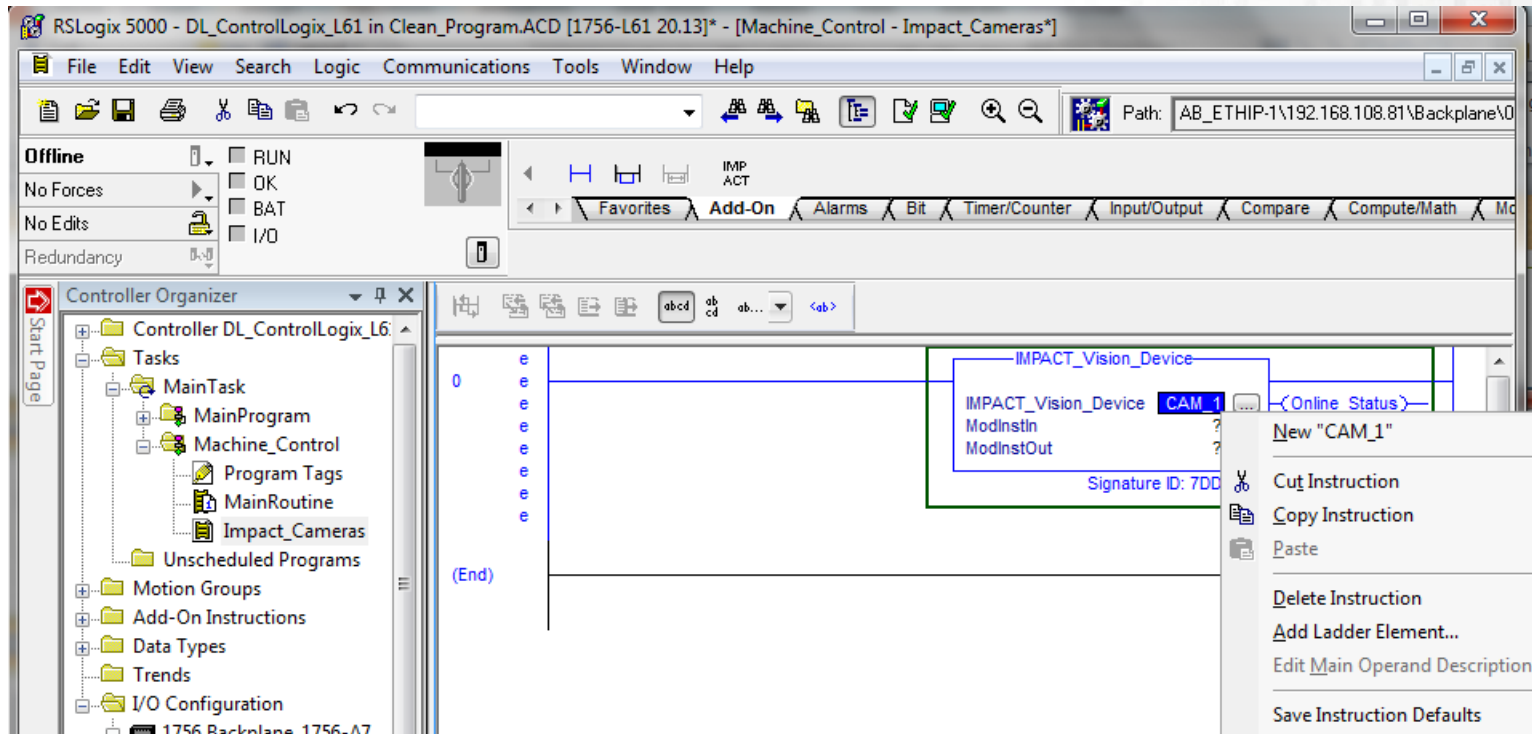 RSLogix 5000 - DL_ControlLogix_L61 in Clean_Program.ACD [1756-L61 20.13]* - [Machine_Control - Impact_Cameras*]
File Edit View Search Logic Communications Tools Window Help
Path: AB_ETHIP-1\192.168.108.81\Backplane\0
Offline
No Forces
No Edits
Redundancy
RUN
OK
BAT
I/O
IMP
ACT
Favorites Add-On Alarms Bit Timer/Counter Input/Output Compare Compute/Math Mo
Start Page
Controller Organizer
Controller DL_ControlLogix_L6
Tasks
MainTask
MainProgram
Machine_Control
Program Tags
MainRoutine
Impact_Cameras
Unscheduled Programs
Motion Groups
Add-On Instructions
Data Types
Trends
I/O Configuration
1756 Backplane, 1756-A7
abcd ab cd ab... <ab>
0
e
e
e
e
e
e
e
e
(End)
IMPACT_Vision_Device
IMPACT_Vision_Device CAM_1 ...
ModInstIn ?
ModInstOut ?
Signature ID: 7DD
Online_Status
New "CAM_1"
Cut Instruction
Copy Instruction
Paste
Delete Instruction
Add Ladder Element...
Edit Main Operand Description
Save Instruction Defaults